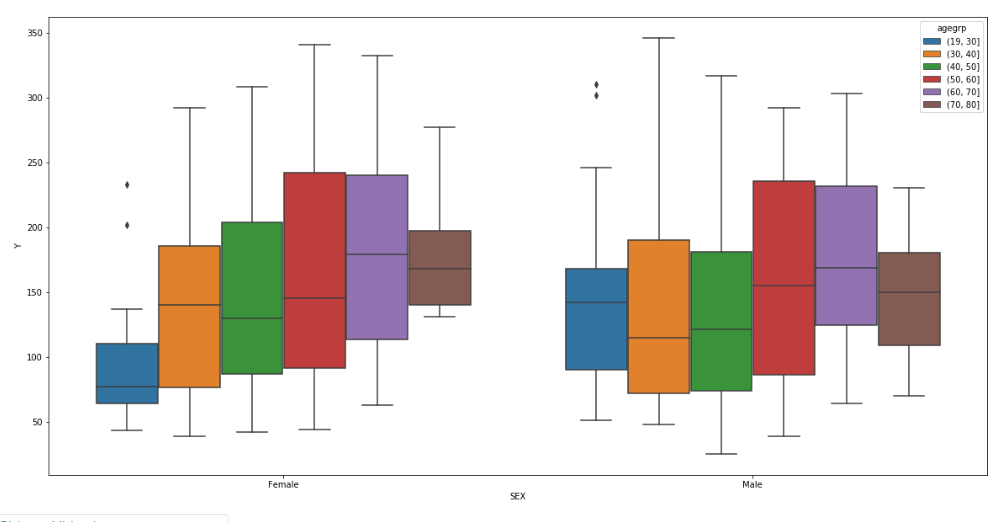 350
300
250
200
150
100
50
Y
agegrp
(19, 30]
(30, 40]
(40, 50]
(50, 60]
(60, 70]
(70, 80]
Female
Male
SEX